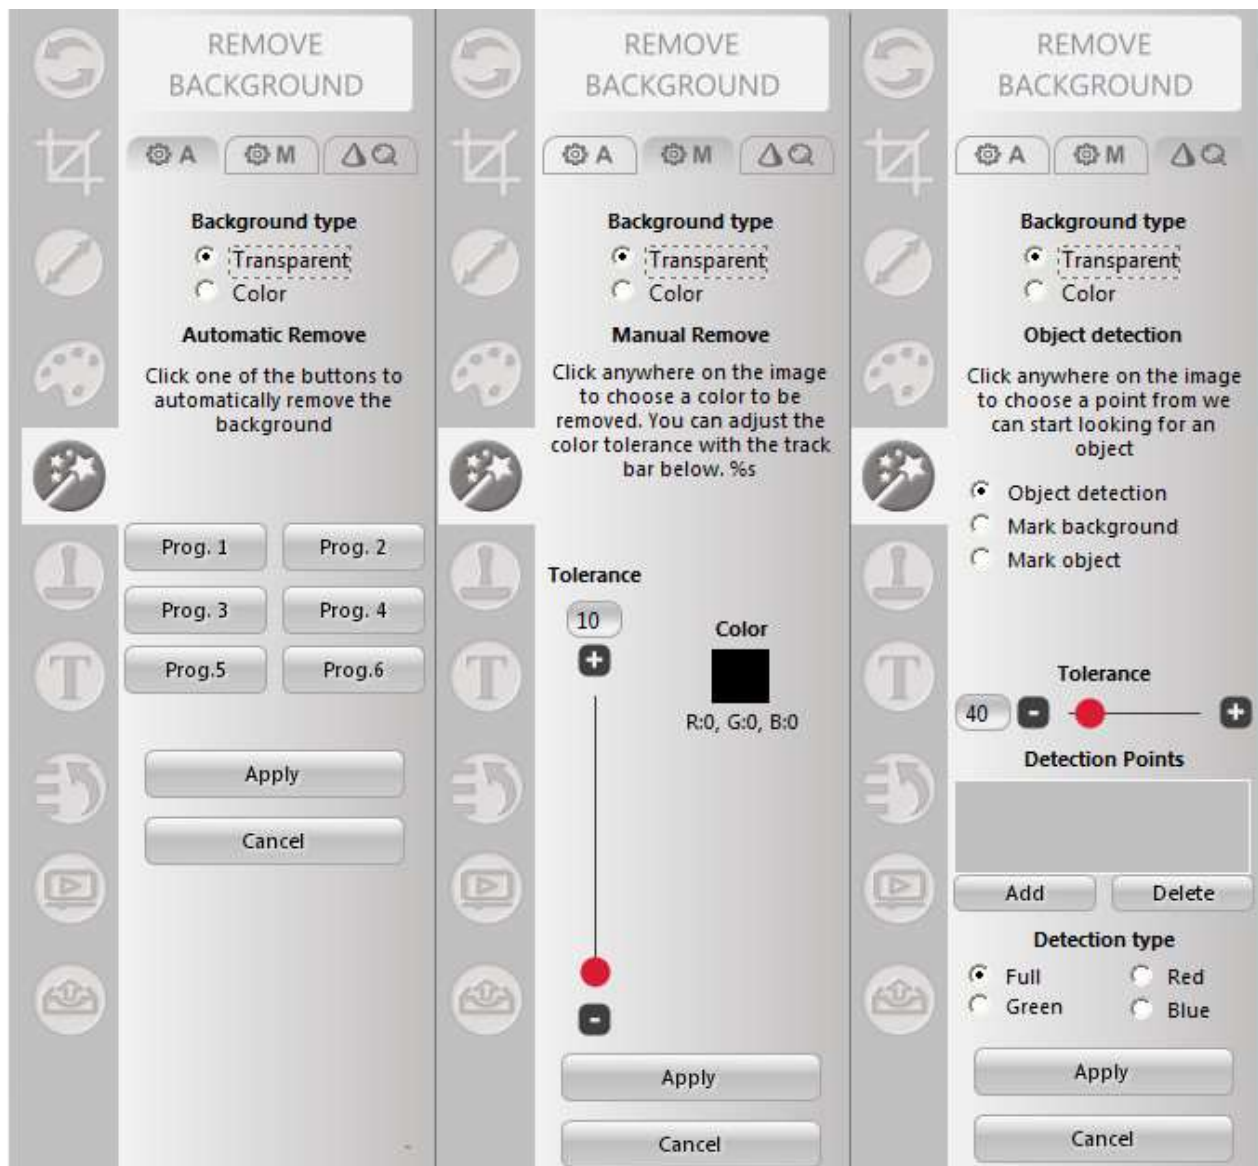 REMOVE
BACKGROUND
A
M
Background type
Transparent
Color
Automatic Remove
Click one of the buttons to
automatically remove the
background
Prog. 1
Prog. 2
Prog. 3
Prog. 4
Prog.5
Prog.6
Apply
Cancel
T
REMOVE
BACKGROUND
A
M
Background type
Transparent
Color
Manual Remove
Click anywhere on the image
to choose a color to be
removed. You can adjust the
color tolerance with the track
bar below. %s
Tolerance
10
+
Color
R:0, G:0, B:0
-
Apply
Cancel
T
REMOVE
BACKGROUND
A
M
Background type
Transparent
Color
Object detection
Click anywhere on the image
to choose a point from we
can start looking for an
object
Object detection
Mark background
Mark object
Tolerance
40
-
+
Detection Points
Add
Delete
Detection type
Full
Red
Green
Blue
Apply
Cancel
T